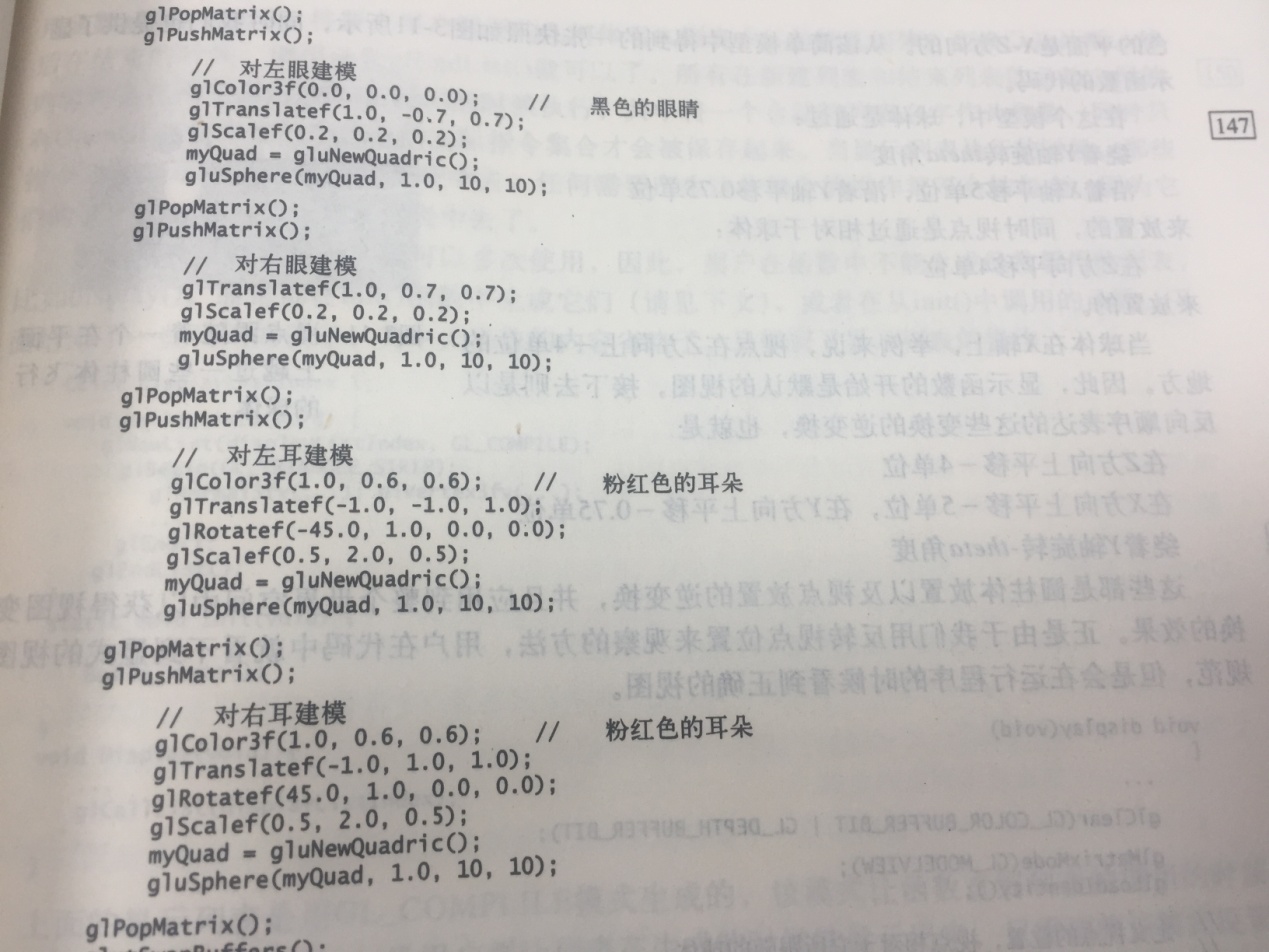 glPopMatrix();
glPushMatrix();
// 对左眼建模
glColor3f(0.0, 0.0, 0.0); // 黑色的眼睛
glTranslatef(1.0, -0.7, 0.7);
glScalef(0.2, 0.2, 0.2);
myQuad = gluNewQuadric();
gluSphere(myQuad, 1.0, 10, 10);
glPopMatrix();
glPushMatrix();
// 对右眼建模
glTranslatef(1.0, 0.7, 0.7);
glScalef(0.2, 0.2, 0.2);
myQuad = gluNewQuadric();
gluSphere(myQuad, 1.0, 10, 10);
glPopMatrix();
glPushMatrix();
// 对左耳建模
glColor3f(1.0, 0.6, 0.6); // 粉红色的耳朵
glTranslatef(-1.0, -1.0, 1.0);
glRotatef(-45.0, 1.0, 0.0, 0.0);
glScalef(0.5, 2.0, 0.5);
myQuad = gluNewQuadric();
gluSphere(myQuad, 1.0, 10, 10);
glPopMatrix();
glPushMatrix();
// 对右耳建模
glColor3f(1.0, 0.6, 0.6); // 粉红色的耳朵
glTranslatef(-1.0, 1.0, 1.0);
glRotatef(45.0, 1.0, 0.0, 0.0);
glScalef(0.5, 2.0, 0.5);
myQuad = gluNewQuadric();
gluSphere(myQuad, 1.0, 10, 10);
glPopMatrix();
147